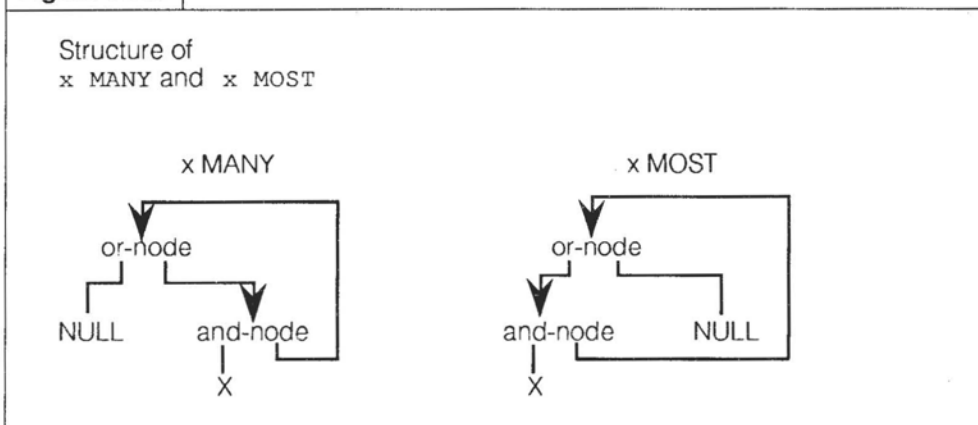 Structure of
x MANY and x MOST
x MANY
x MOST
or-node
or-node
NULL
and-node
and-node
NULL
X
X